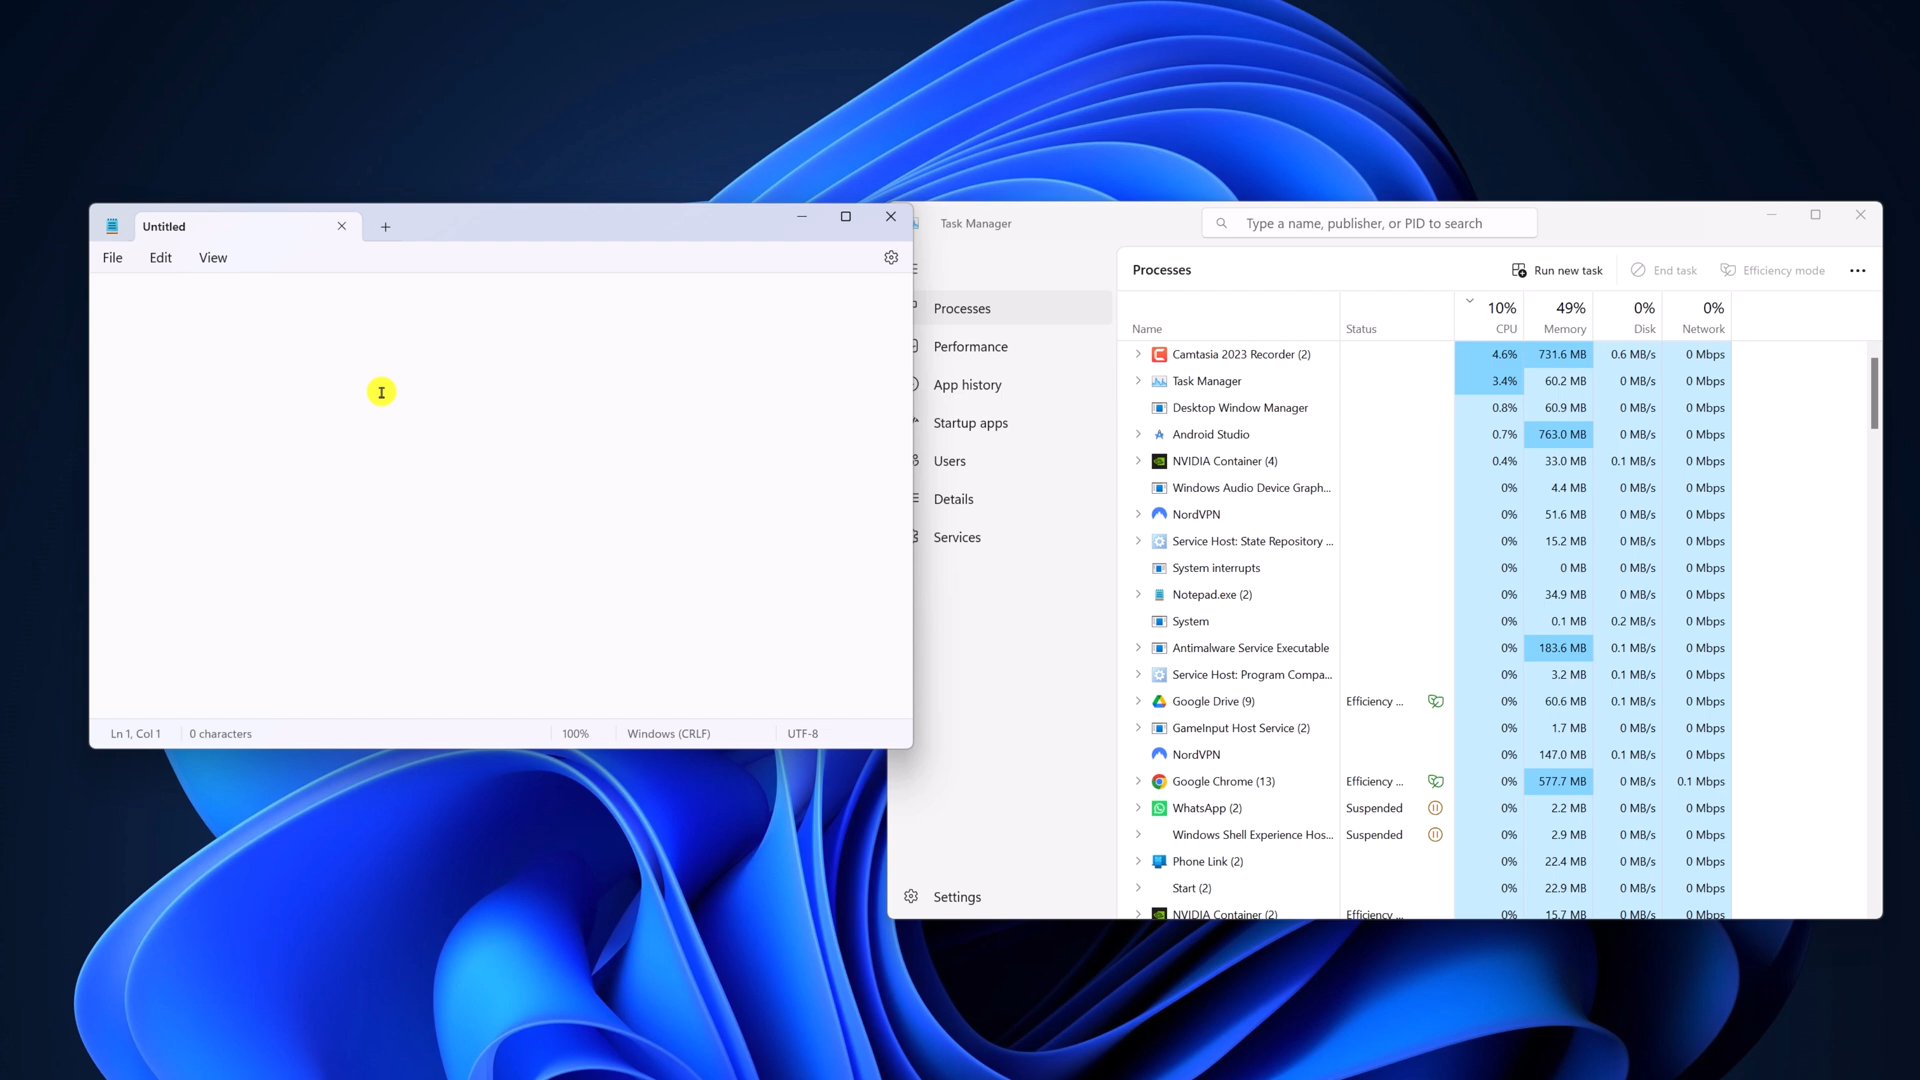 Untitled
File Edit View
Ln 1, Col 1 0 characters 100% Windows (CRLF) UTF-8
Task Manager
Type a name, publisher, or PID to search
Processes
Performance
App history
Startup apps
Users
Details
Services
Settings
Processes Run new task End task Efficiency mode
10% 49% 0% 0%
Name Status CPU Memory Disk Network
Camtasia 2023 Recorder (2) 4.6% 731.6 MB 0.6 MB/s 0 Mbps
Task Manager 3.4% 60.2 MB 0 MB/s 0 Mbps
Desktop Window Manager 0.8% 60.9 MB 0 MB/s 0 Mbps
Android Studio 0.7% 763.0 MB 0 MB/s 0 Mbps
NVIDIA Container (4) 0.4% 33.0 MB 0.1 MB/s 0 Mbps
Windows Audio Device Graph... 0% 4.4 MB 0 MB/s 0 Mbps
NordVPN 0% 51.6 MB 0 MB/s 0 Mbps
Service Host: State Repository ... 0% 15.2 MB 0 MB/s 0 Mbps
System interrupts 0% 0 MB 0 MB/s 0 Mbps
Notepad.exe (2) 0% 34.9 MB 0 MB/s 0 Mbps
System 0% 0.1 MB 0.2 MB/s 0 Mbps
Antimalware Service Executable 0% 183.6 MB 0.1 MB/s 0 Mbps
Service Host: Program Compa... 0% 3.2 MB 0.1 MB/s 0 Mbps
Google Drive (9) Efficiency ... 0% 60.6 MB 0.1 MB/s 0 Mbps
GameInput Host Service (2) 0% 1.7 MB 0 MB/s 0 Mbps
NordVPN 0% 147.0 MB 0.1 MB/s 0 Mbps
Google Chrome (13) Efficiency ... 0% 577.7 MB 0 MB/s 0.1 Mbps
WhatsApp (2) Suspended 0% 2.2 MB 0 MB/s 0 Mbps
Windows Shell Experience Hos... Suspended 0% 2.9 MB 0 MB/s 0 Mbps
Phone Link (2) 0% 22.4 MB 0 MB/s 0 Mbps
Start (2) 0% 22.9 MB 0 MB/s 0 Mbps
NVIDIA Container (2) Efficiency ... 0% 15.7 MB 0 MB/s 0 Mbps